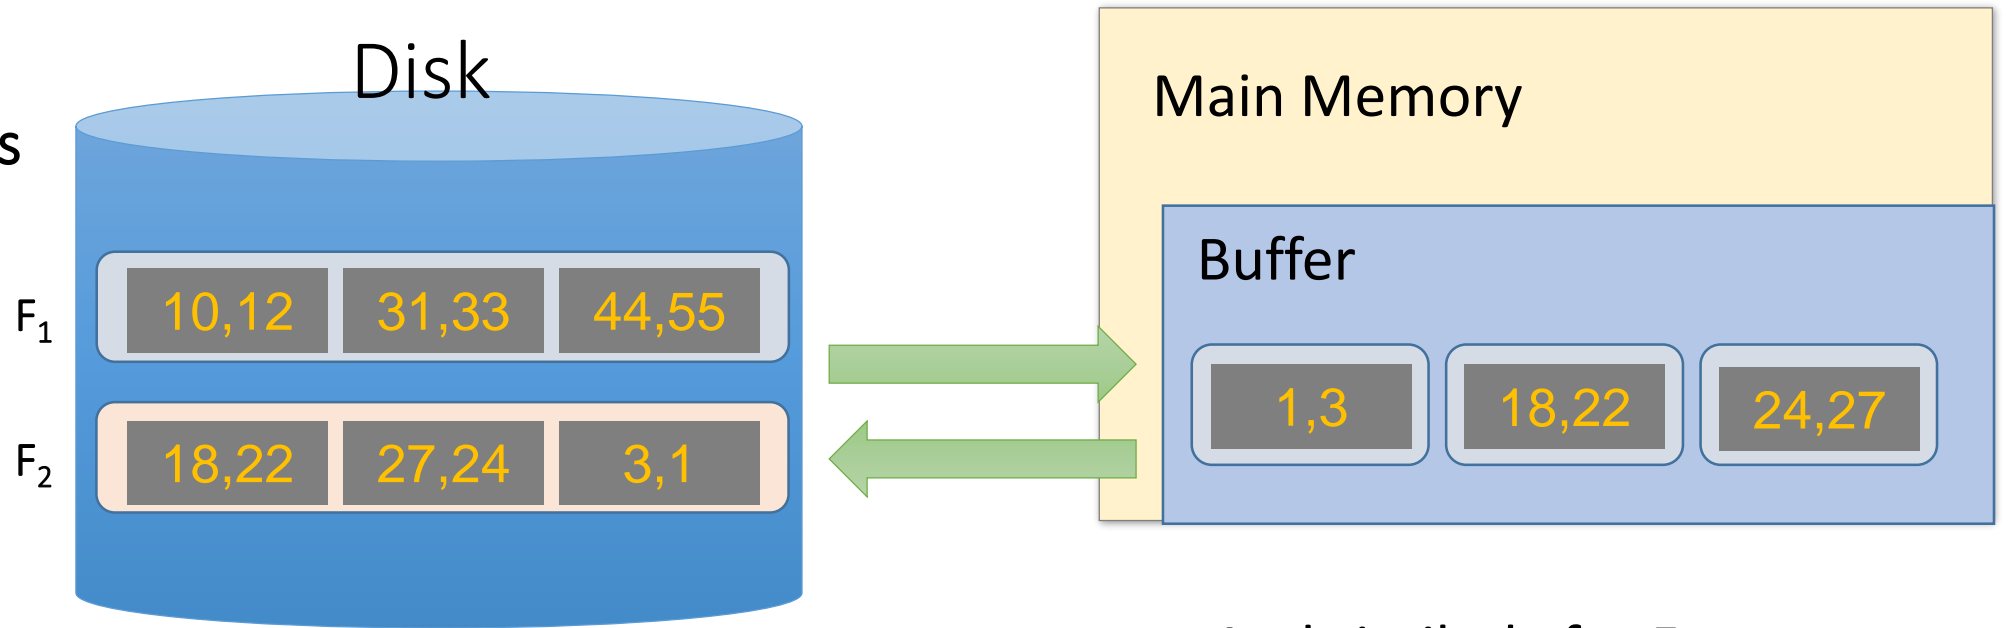 Disk
Main Memory
s
Buffer
F1 10,12 31,33 44,55
1,3 18,22 24,27
F2 18,22 27,24 3,1